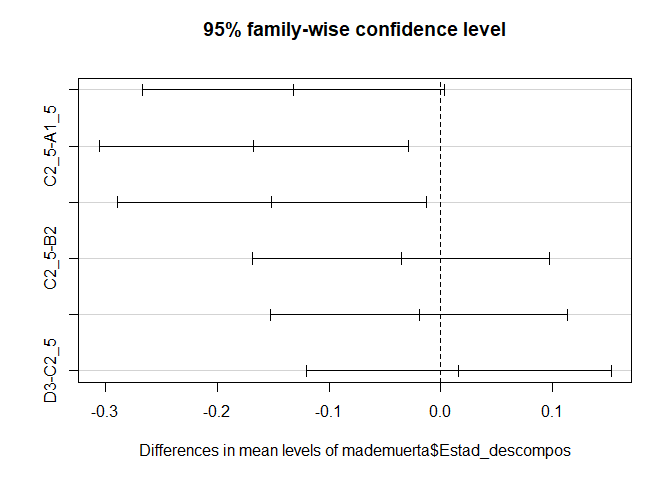 95% family-wise confidence level
C2_5-A1_5
C2_5-B2
D3-C2_5
-0.3 -0.2 -0.1 0.0 0.1
Differences in mean levels of mademuerta$Estad_descompos